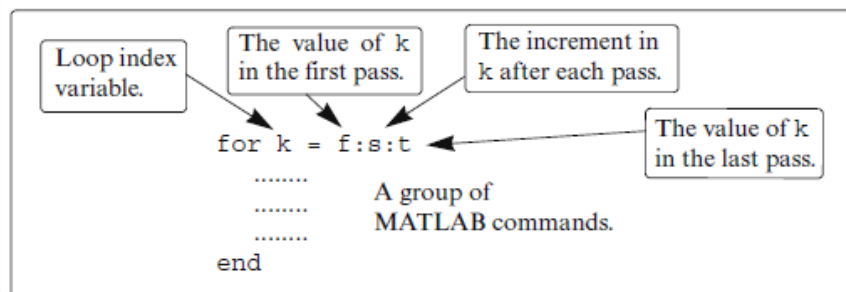 Loop index
variable.
The value of k
in the first pass.
The increment in
k after each pass.
for k = f:s:t
The value of k
in the last pass.
........
........
........
A group of
MATLAB commands.
end